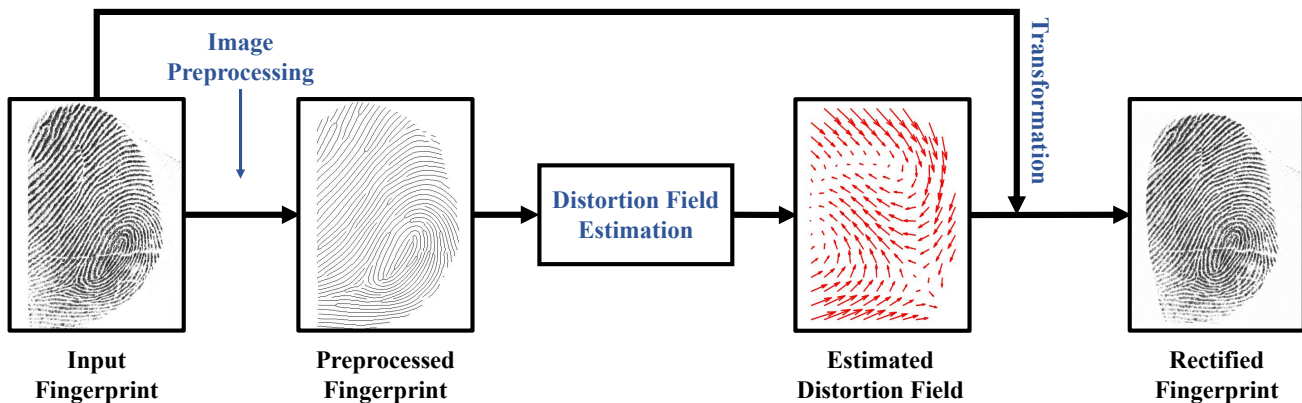 Image
Preprocessing
Transformation
Distortion Field
Estimation
Input
Fingerprint
Preprocessed
Fingerprint
Estimated
Distortion Field
Rectified
Fingerprint